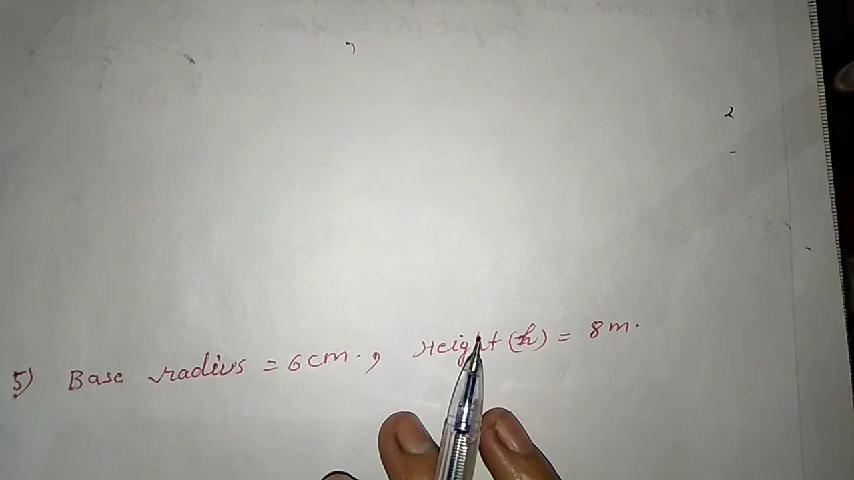 5) Base radius = 6cm., Height (h) = 8m.